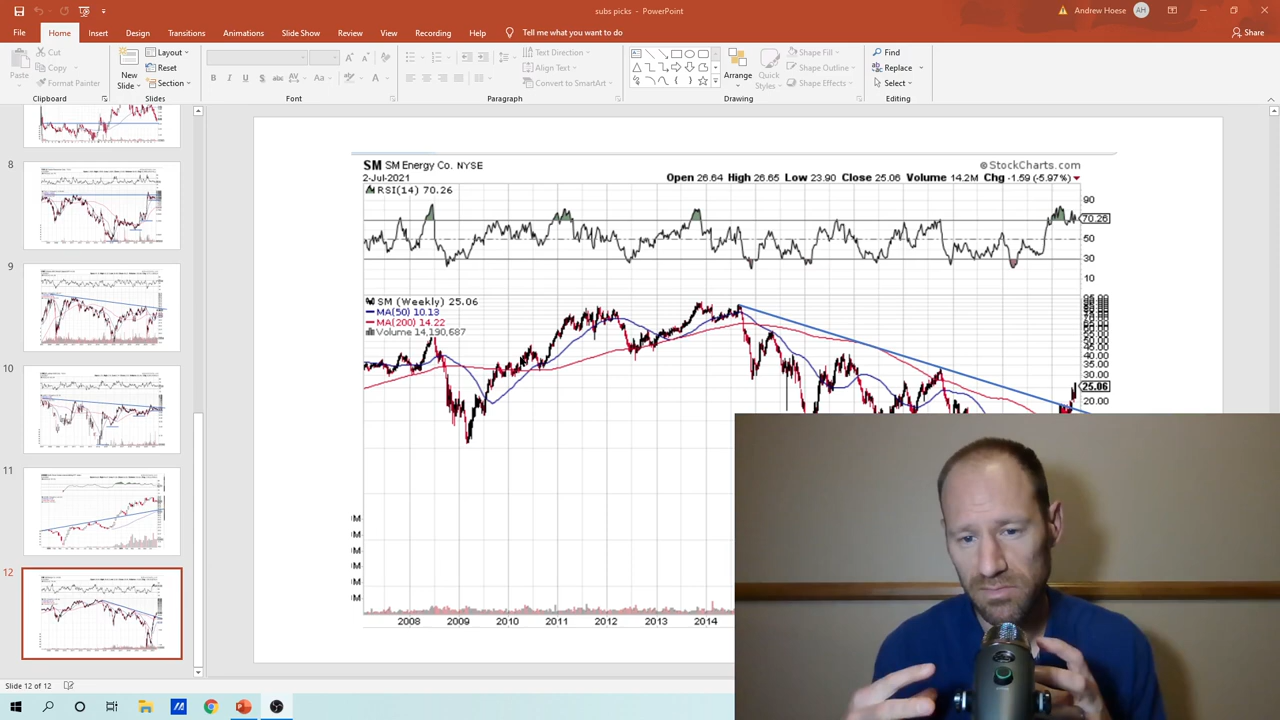 subs picks - PowerPoint
Andrew Hoese AH
File Home Insert Design Transitions Animations Slide Show Review View Recording Help Tell me what you want to do Share
Paste Cut Copy Format Painter
Clipboard
New Slide Layout Reset Section
Slides
B I U S abc AV Aa A
Font
Text Direction Align Text Convert to SmartArt
Paragraph
Arrange Quick Styles Shape Fill Shape Outline Shape Effects
Drawing
Find Replace Select
Editing
8
9
10
11
12
SM SM Energy Co. NYSE
© StockCharts.com
2-Jul-2021
Open 26.64 High 26.65 Low 23.90 Close 25.06 Volume 14.2M Chg -1.59 (-5.97%)
RSI(14) 70.26
90
70.26
50
30
10
SM (Weekly) 25.06
MA(50) 10.13
MA(200) 14.22
Volume 14,190,687
45.00
40.00
35.00
30.00
25.06
20.00
M
M
M
M
M
M
2008 2009 2010 2011 2012 2013 2014
Slide 12 of 12